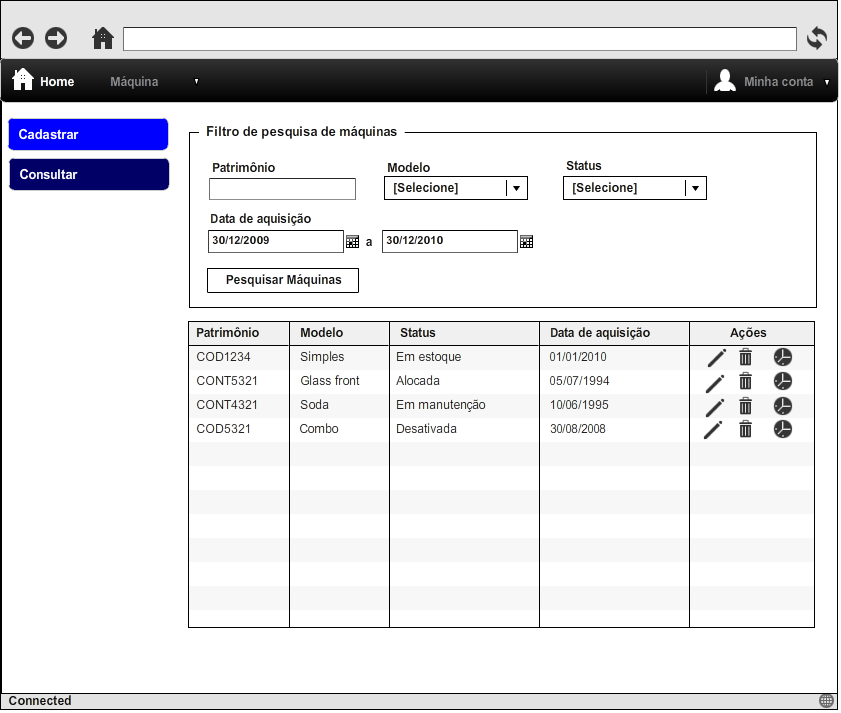 Home Máquina Minha conta
Cadastrar
Consultar
Filtro de pesquisa de máquinas
Patrimônio Modelo Status
[Selecione] [Selecione]
Data de aquisição
30/12/2009 a 30/12/2010
Pesquisar Máquinas
Patrimônio Modelo Status Data de aquisição Ações
COD1234 Simples Em estoque 01/01/2010
CONT5321 Glass front Alocada 05/07/1994
CONT4321 Soda Em manutenção 10/06/1995
COD5321 Combo Desativada 30/08/2008
Connected